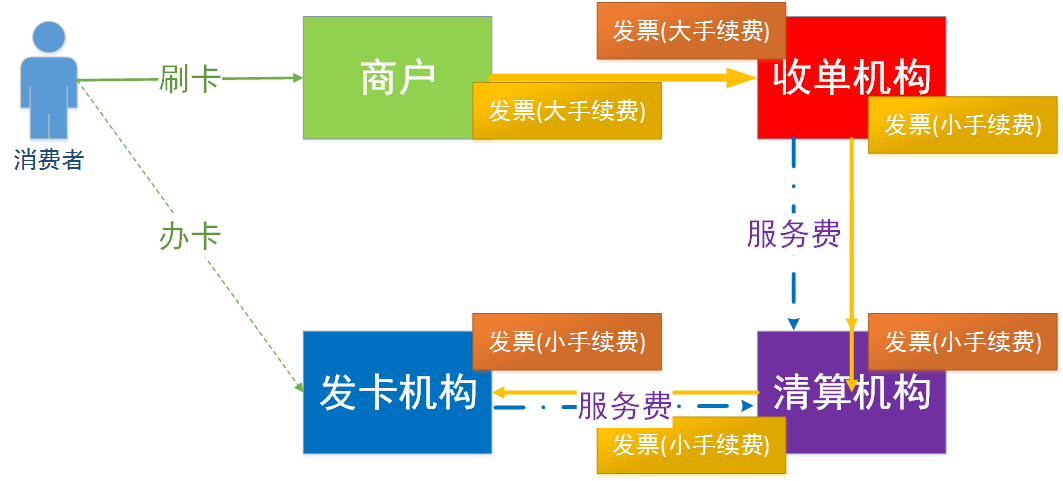 发票(大手续费)
刷卡
商户
收单机构
发票(大手续费)
发票(小手续费)
消费者
办卡
服务费
发票(小手续费)
发票(小手续费)
发卡机构
清算机构
服务费
发票(小手续费)